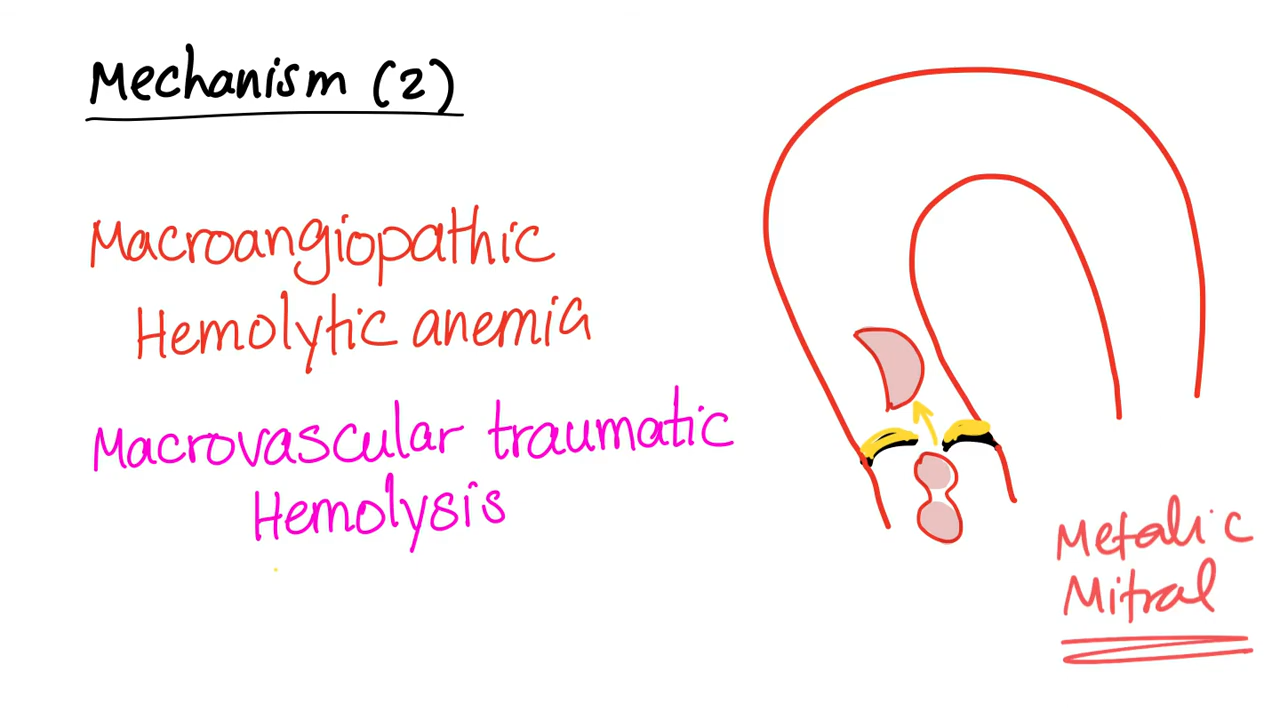 Mechanism (2)
Macroangiopathic
Hemolytic anemia
Macrovascular traumatic
Hemolysis
Metalic
Mitral